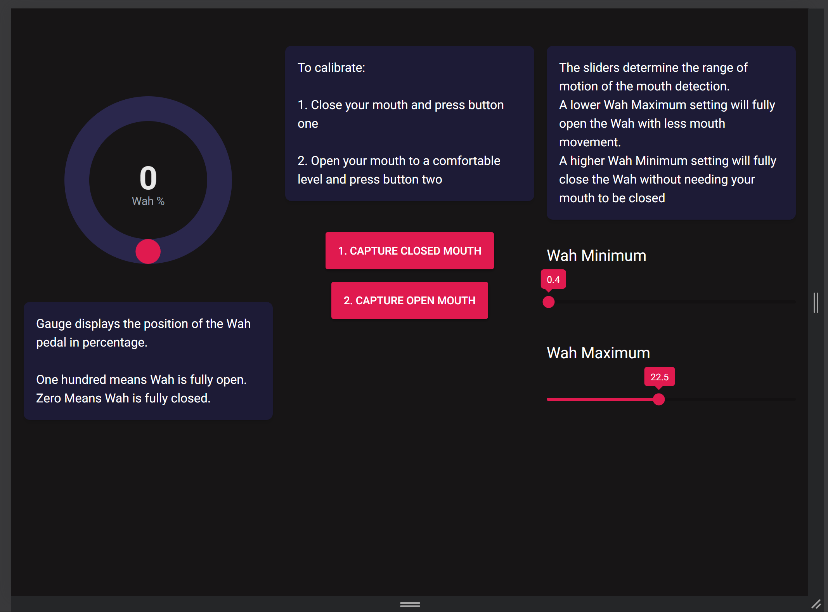 0
Wah %
Gauge displays the position of the Wah
pedal in percentage.
One hundred means Wah is fully open.
Zero Means Wah is fully closed.
To calibrate:
1. Close your mouth and press button
one
2. Open your mouth to a comfortable
level and press button two
1. CAPTURE CLOSED MOUTH
2. CAPTURE OPEN MOUTH
The sliders determine the range of
motion of the mouth detection.
A lower Wah Maximum setting will fully
open the Wah with less mouth
movement.
A higher Wah Minimum setting will fully
close the Wah without needing your
mouth to be closed
Wah Minimum
0.4
Wah Maximum
22.5